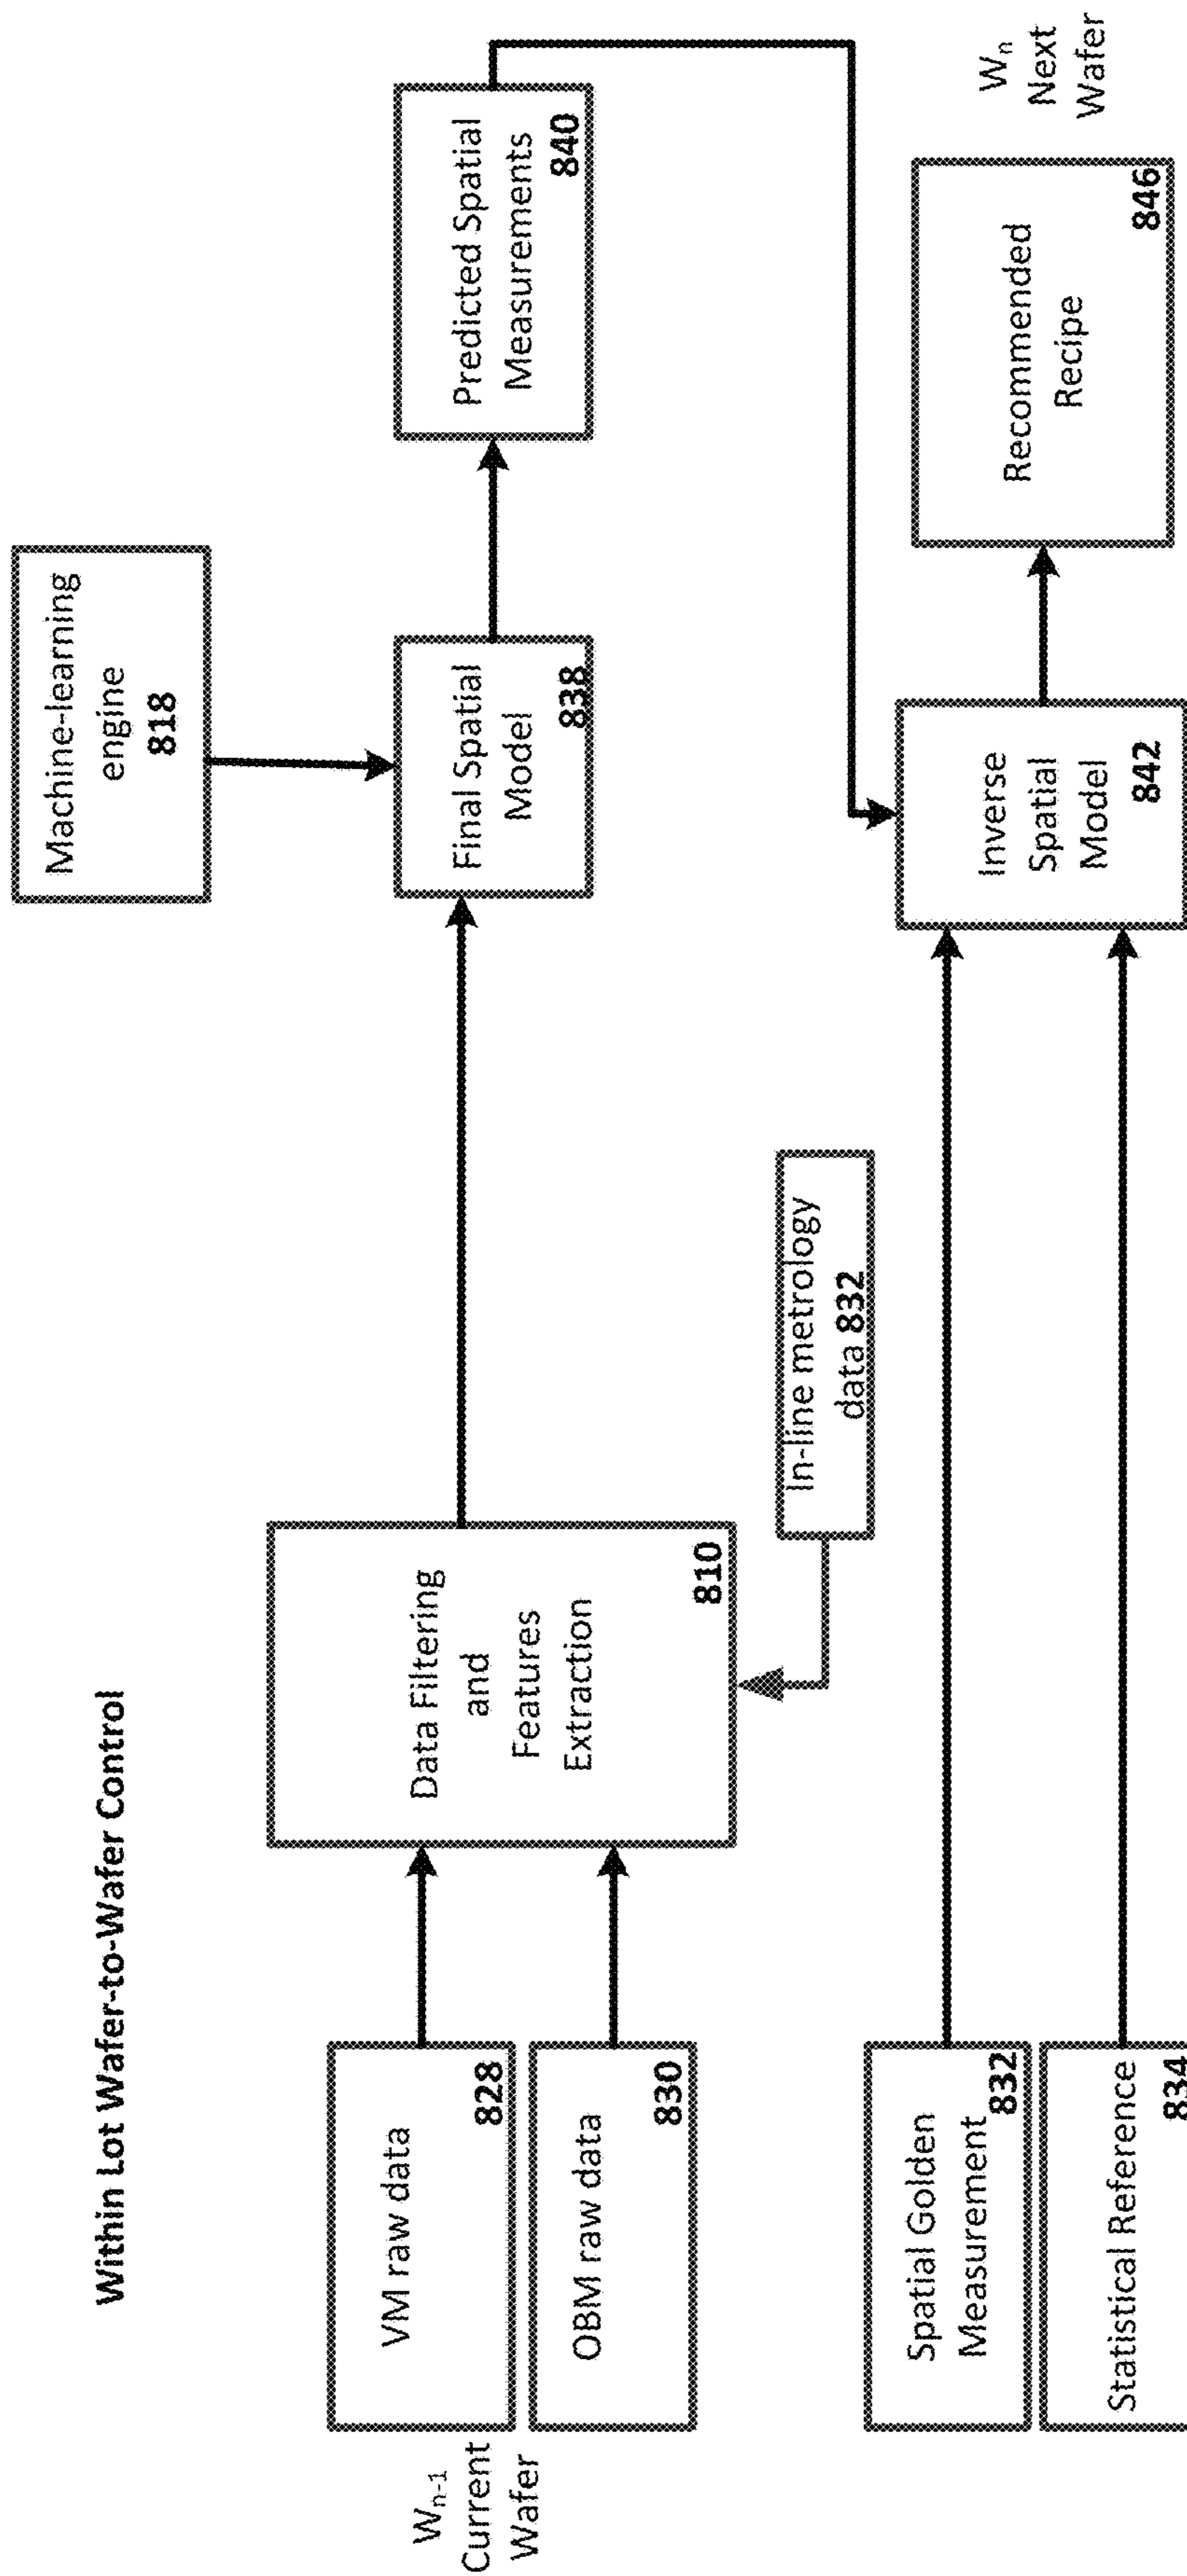 Within Lot Wafer-to-Wafer Control
Machine-learning
engine
818
Wn-1
Current
Wafer
VM raw data
828
OBM raw data
830
Data Filtering
and
Features
Extraction
810
In-line metrology
data 832
Final Spatial
Model
838
Predicted Spatial
Measurements
840
Spatial Golden
Measurement
832
Statistical Reference
834
Inverse
Spatial
Model
842
Recommended
Recipe
846
Wn
Next
Wafer